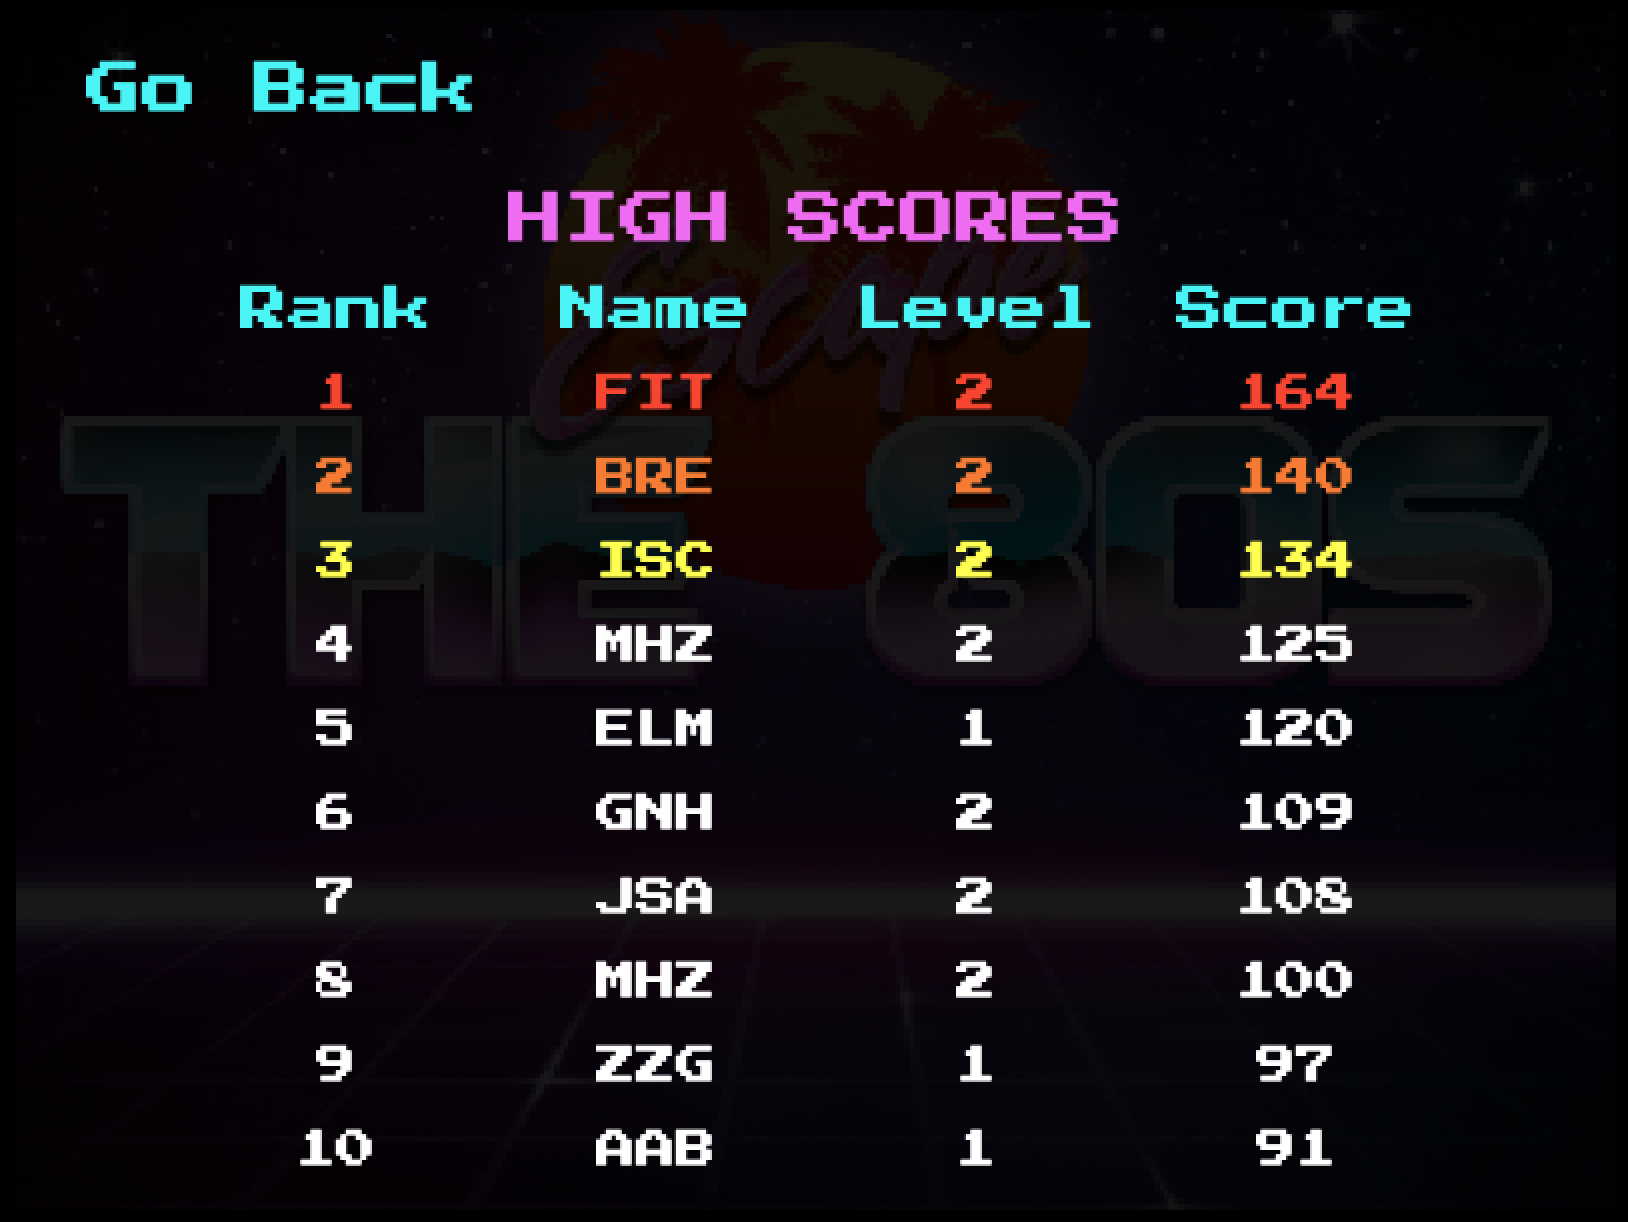 Go Back
HIGH SCORES
Rank Name Level Score
1 FIT 2 164
2 BRE 2 140
3 ISC 2 134
4 MHZ 2 125
5 ELM 1 120
6 GNH 2 109
7 JSA 2 108
8 MHZ 2 100
9 ZZG 1 97
10 AAB 1 91
Escape
THE 80S